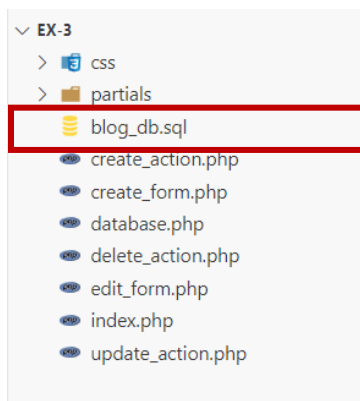 EX-3
css
partials
blog_db.sql
create_action.php
create_form.php
database.php
delete_action.php
edit_form.php
index.php
update_action.php